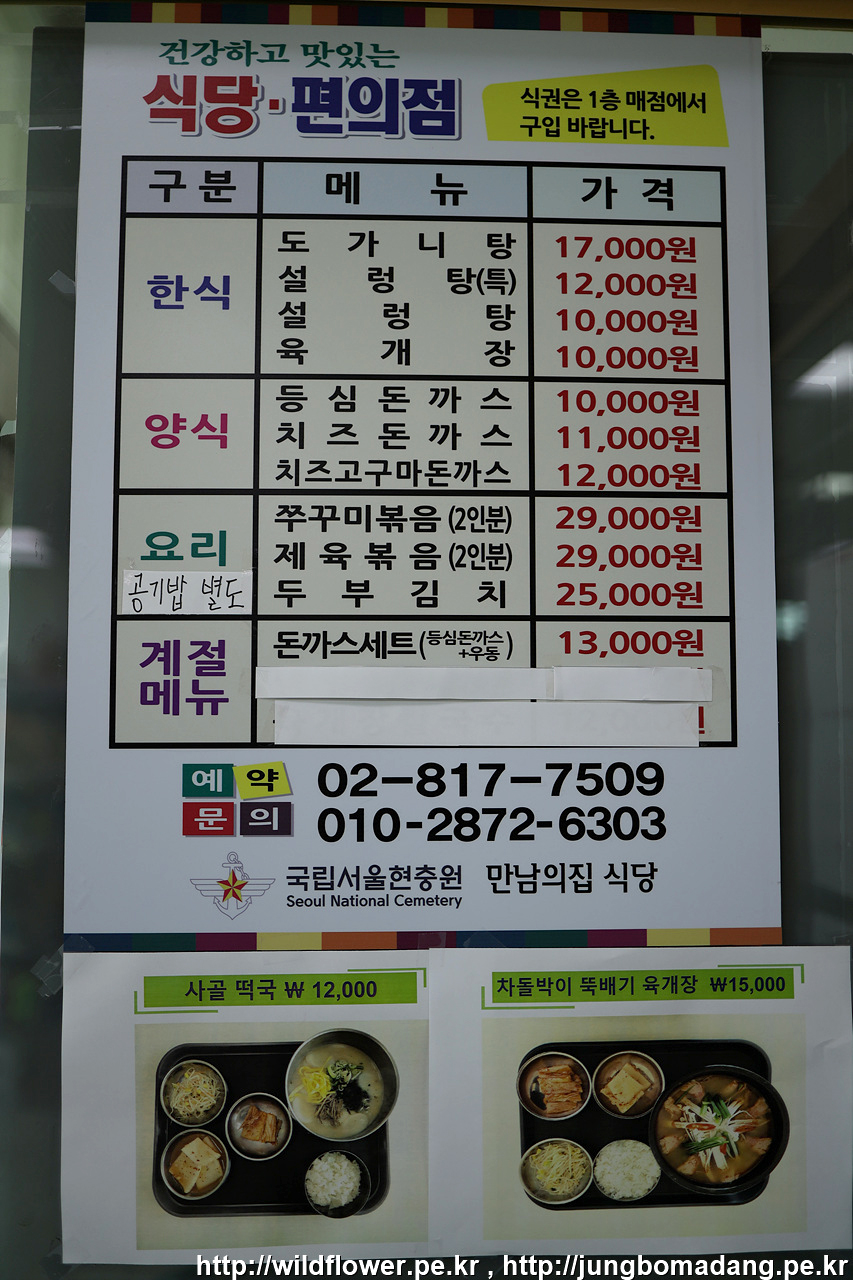 건강하고 맛있는
식당·편의점
식권은 1층 매점에서
구입 바랍니다.
구분 메뉴 가격
한식
도가니탕 17,000원
설렁탕(특) 12,000원
설렁탕 10,000원
육개장 10,000원
양식
등심돈까스 10,000원
치즈돈까스 11,000원
치즈고구마돈까스 12,000원
요리
공기밥 별도
쭈꾸미볶음(2인분) 29,000원
제육볶음(2인분) 29,000원
두부김치 25,000원
계절
메뉴
돈까스세트(등심돈까스+우동) 13,000원
예약 02-817-7509
문의 010-2872-6303
국립서울현충원 만남의집 식당
Seoul National Cemetery
사골 떡국 ₩ 12,000
차돌박이 뚝배기 육개장 ₩15,000
http://wildflower.pe.kr , http://jungbomadang.pe.kr